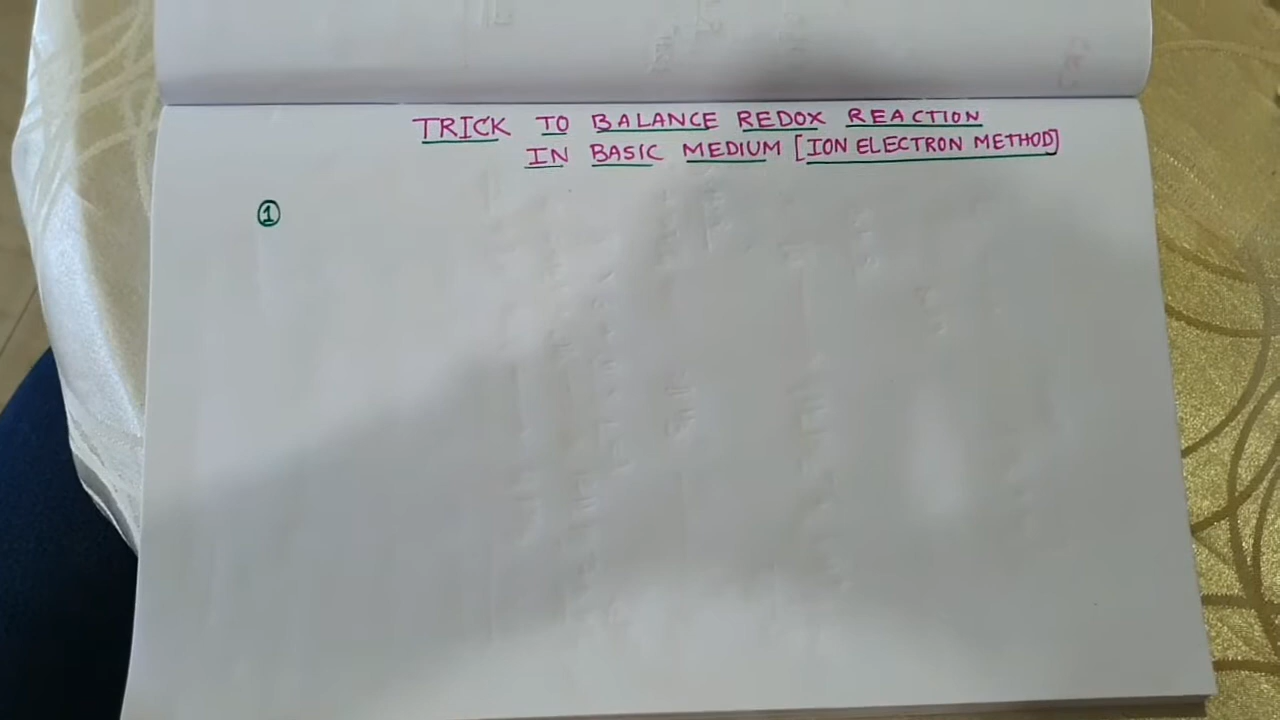 TRICK TO BALANCE REDOX REACTION
IN BASIC MEDIUM [ION ELECTRON METHOD]
①